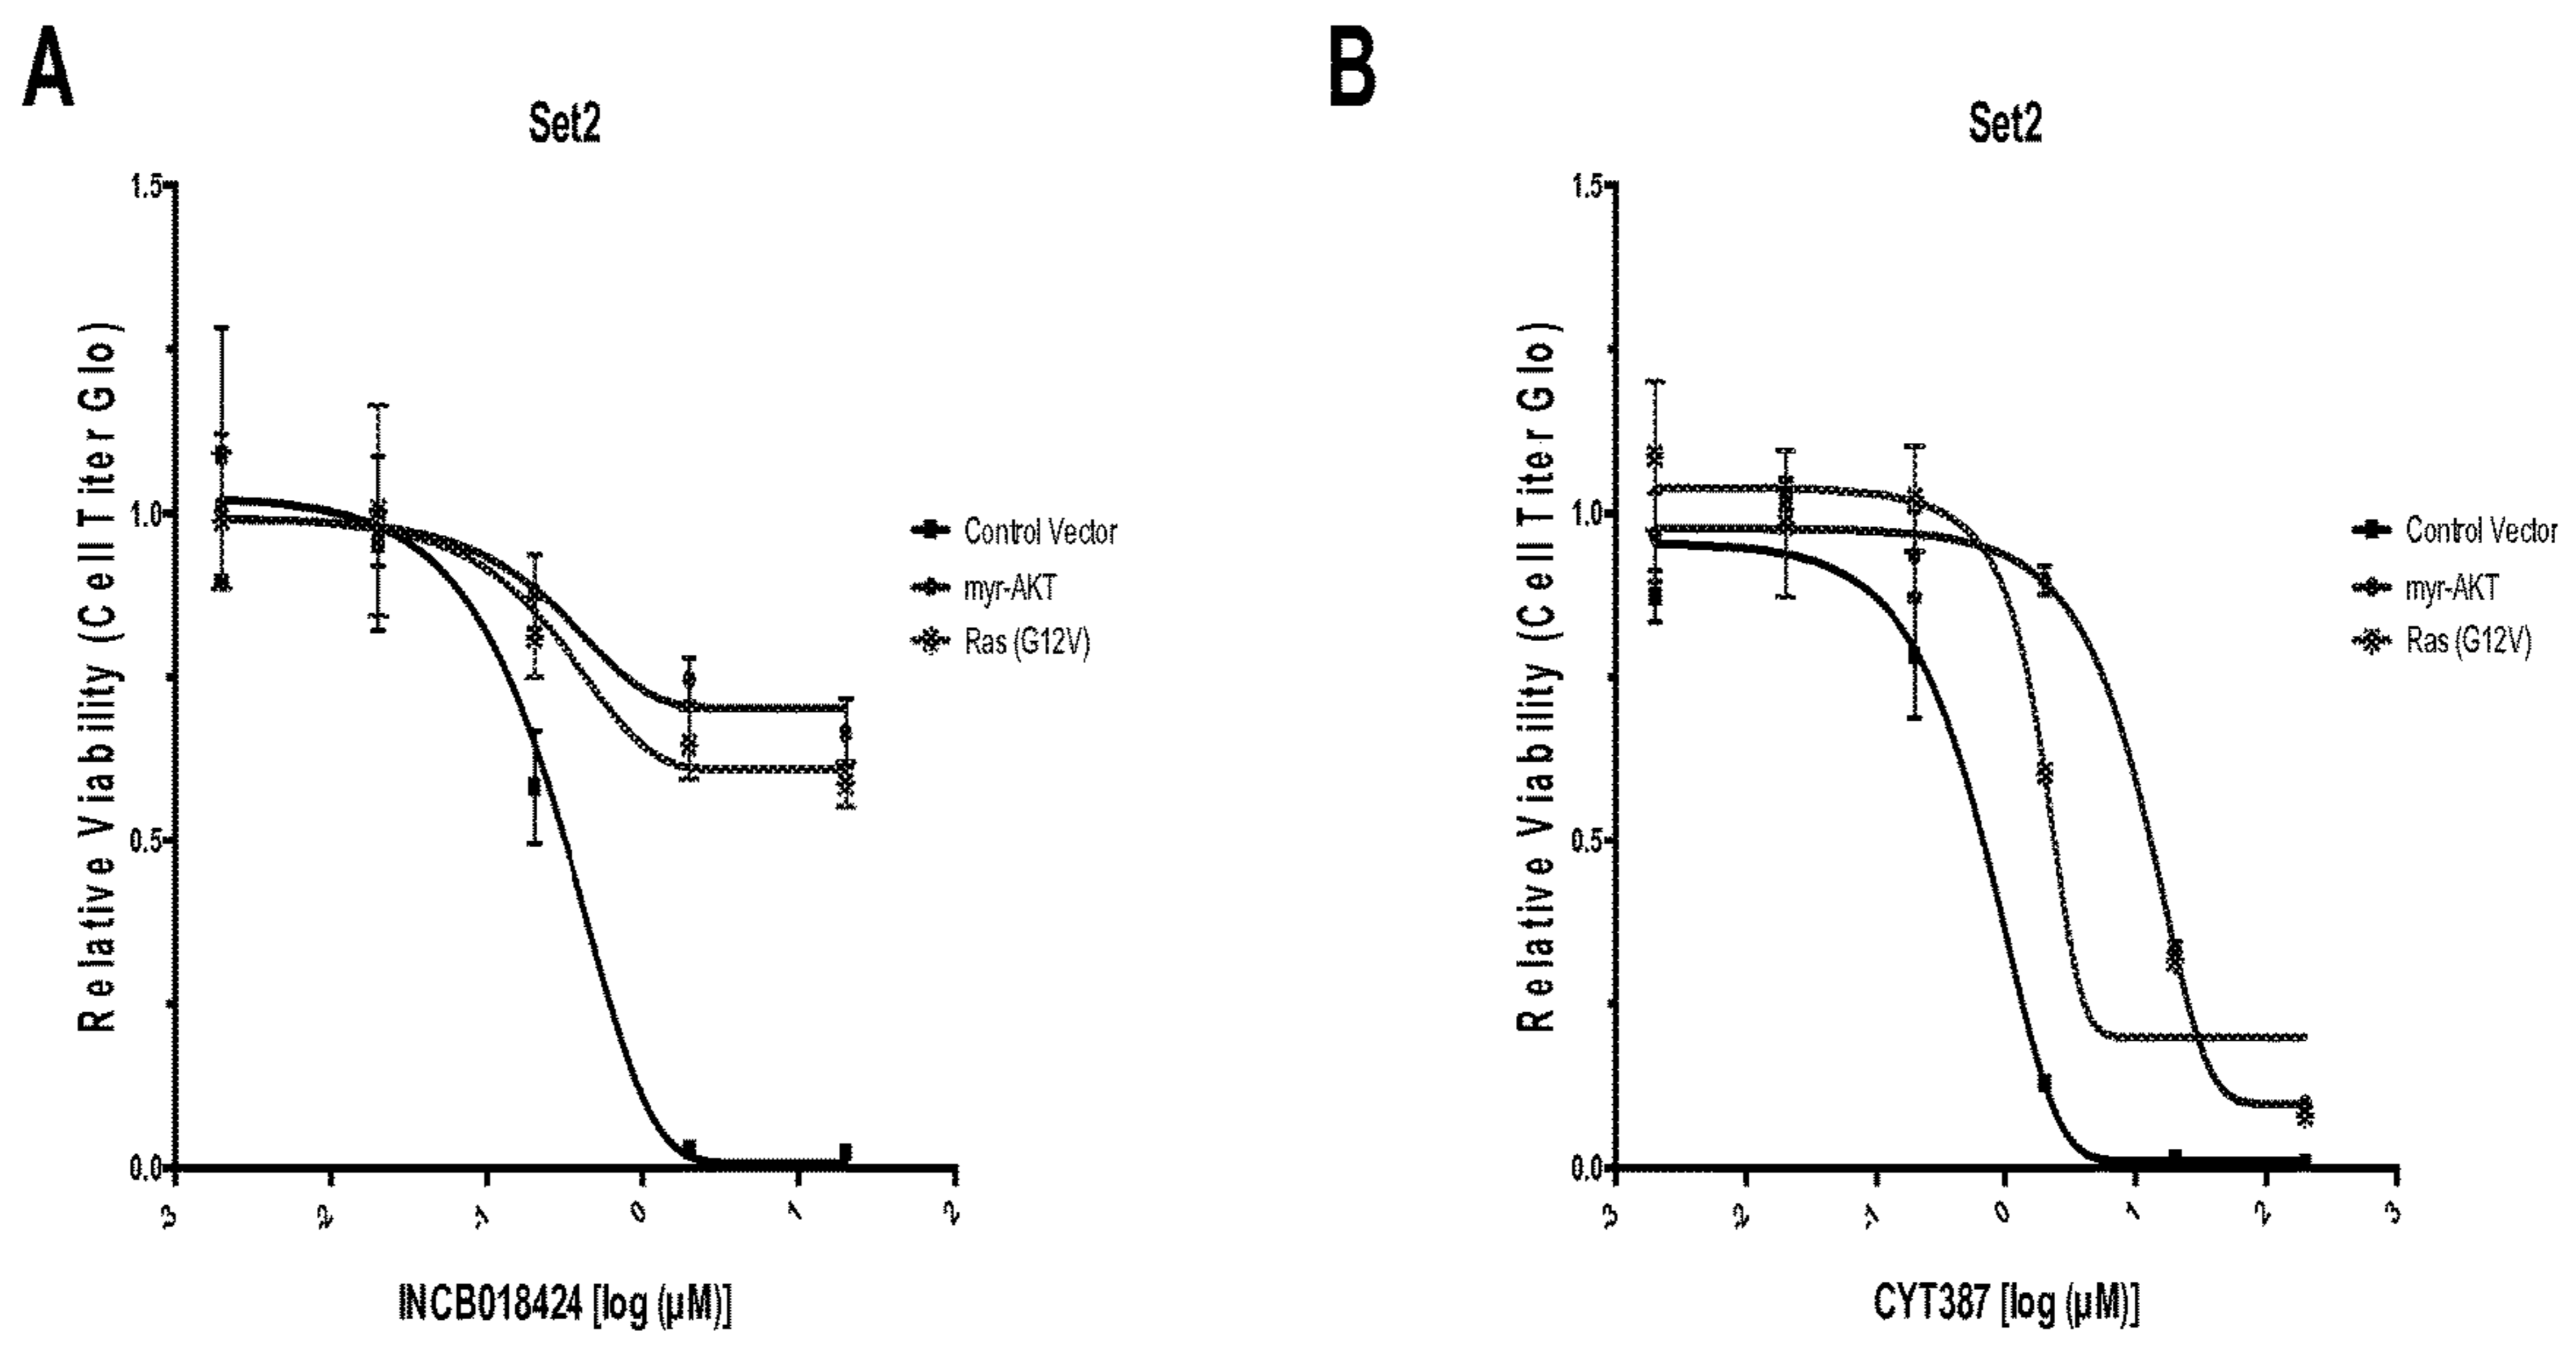 A
Set2
1.5
1.0
0.5
0.0
-3
-2
-1
0
1
2
Relative Viability (Cell Titer Glo)
INCB018424 [log (µM)]
Control Vector
myr-AKT
Ras (G12V)
B
Set2
1.5
1.0
0.5
0.0
-3
-2
-1
0
1
2
3
Relative Viability (Cell Titer Glo)
CYT387 [log (µM)]
Control Vector
myr-AKT
Ras (G12V)